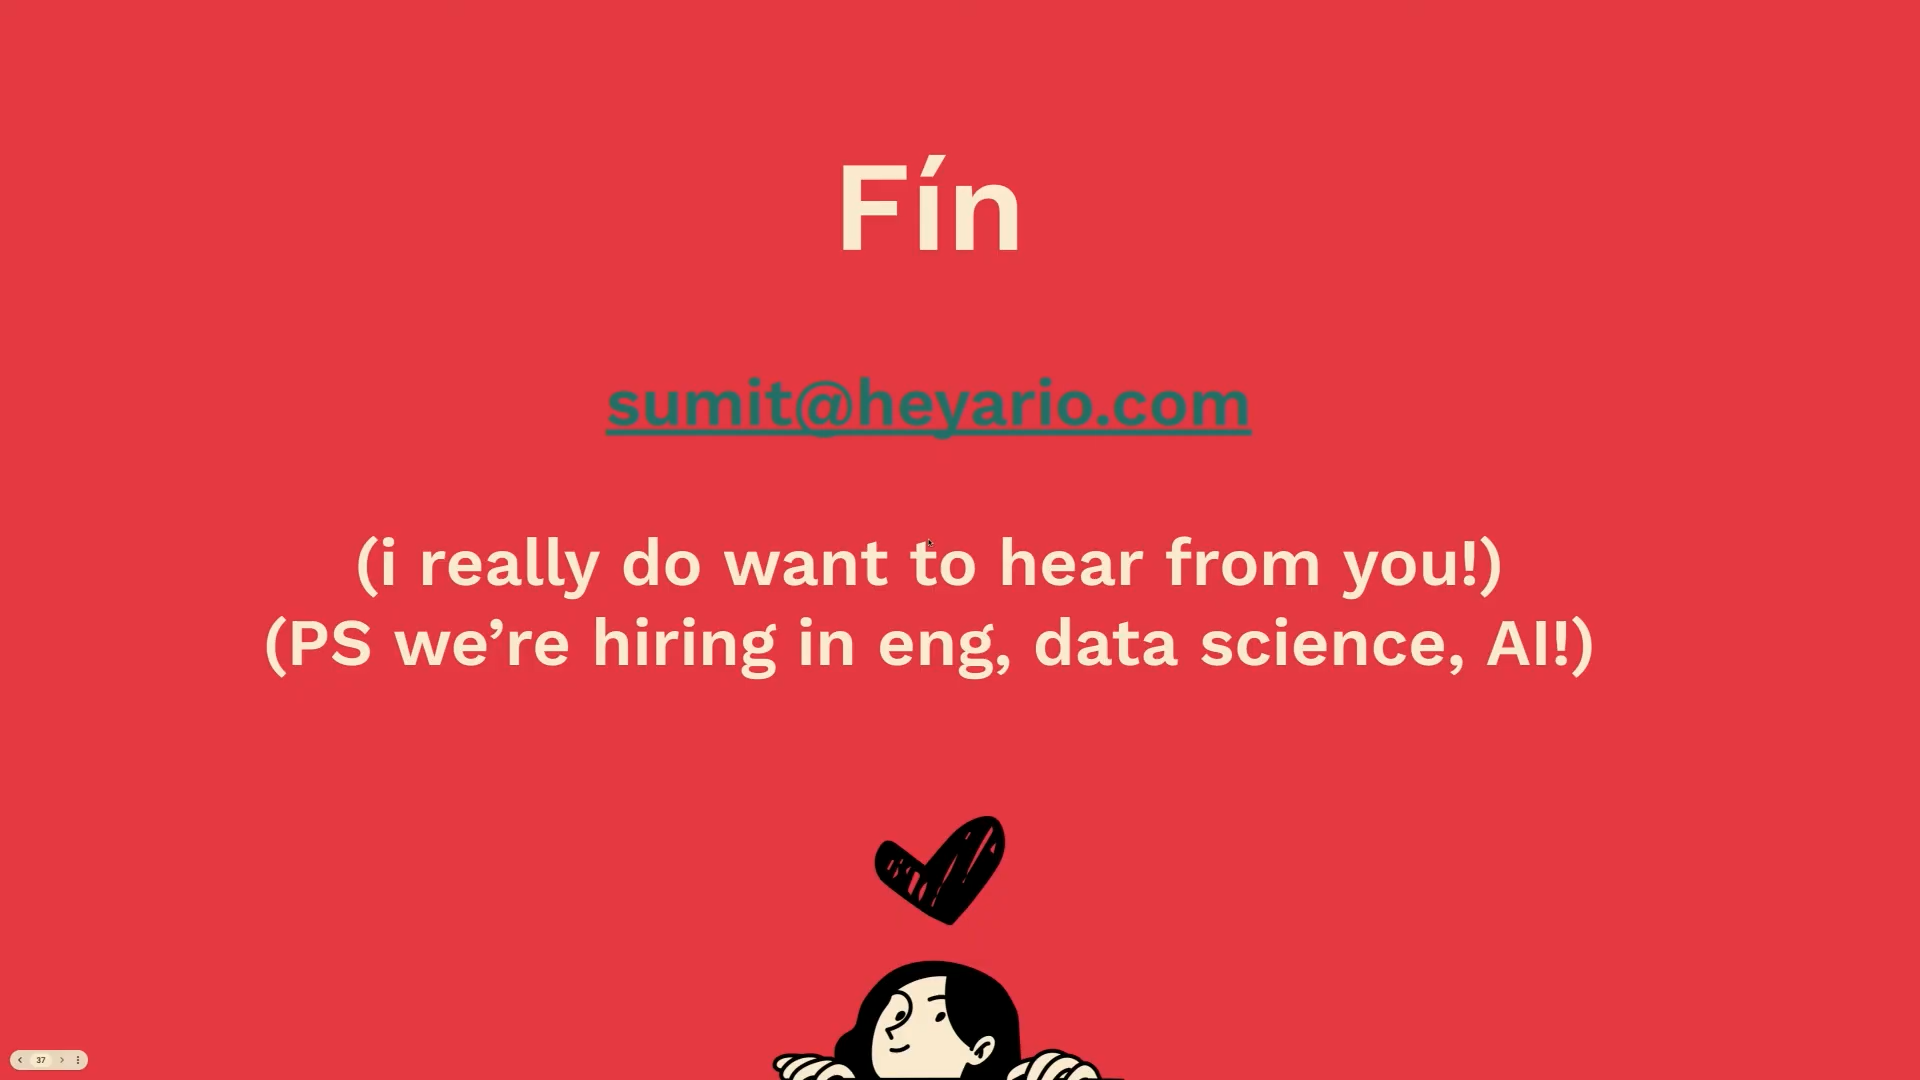 Fín
sumit@heyario.com
(i really do want to hear from you!)
(PS we’re hiring in eng, data science, AI!)
37